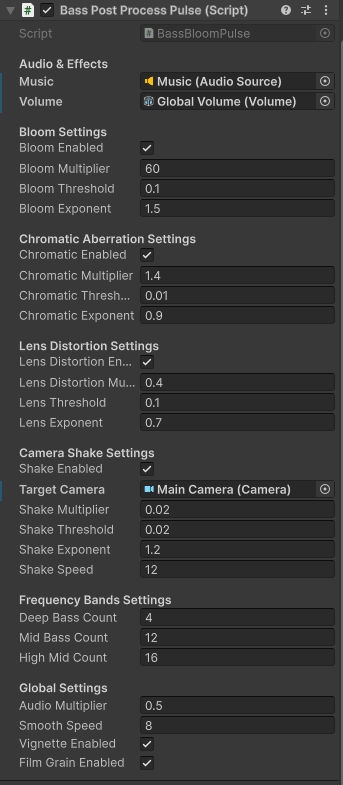 Bass Post Process Pulse (Script)
Script BassBloomPulse
Audio & Effects
Music Music (Audio Source)
Volume Global Volume (Volume)
Bloom Settings
Bloom Enabled
Bloom Multiplier 60
Bloom Threshold 0.1
Bloom Exponent 1.5
Chromatic Aberration Settings
Chromatic Enabled
Chromatic Multiplier 1.4
Chromatic Thresh... 0.01
Chromatic Exponent 0.9
Lens Distortion Settings
Lens Distortion En...
Lens Distortion Mu... 0.4
Lens Threshold 0.1
Lens Exponent 0.7
Camera Shake Settings
Shake Enabled
Target Camera Main Camera (Camera)
Shake Multiplier 0.02
Shake Threshold 0.02
Shake Exponent 1.2
Shake Speed 12
Frequency Bands Settings
Deep Bass Count 4
Mid Bass Count 12
High Mid Count 16
Global Settings
Audio Multiplier 0.5
Smooth Speed 8
Vignette Enabled
Film Grain Enabled